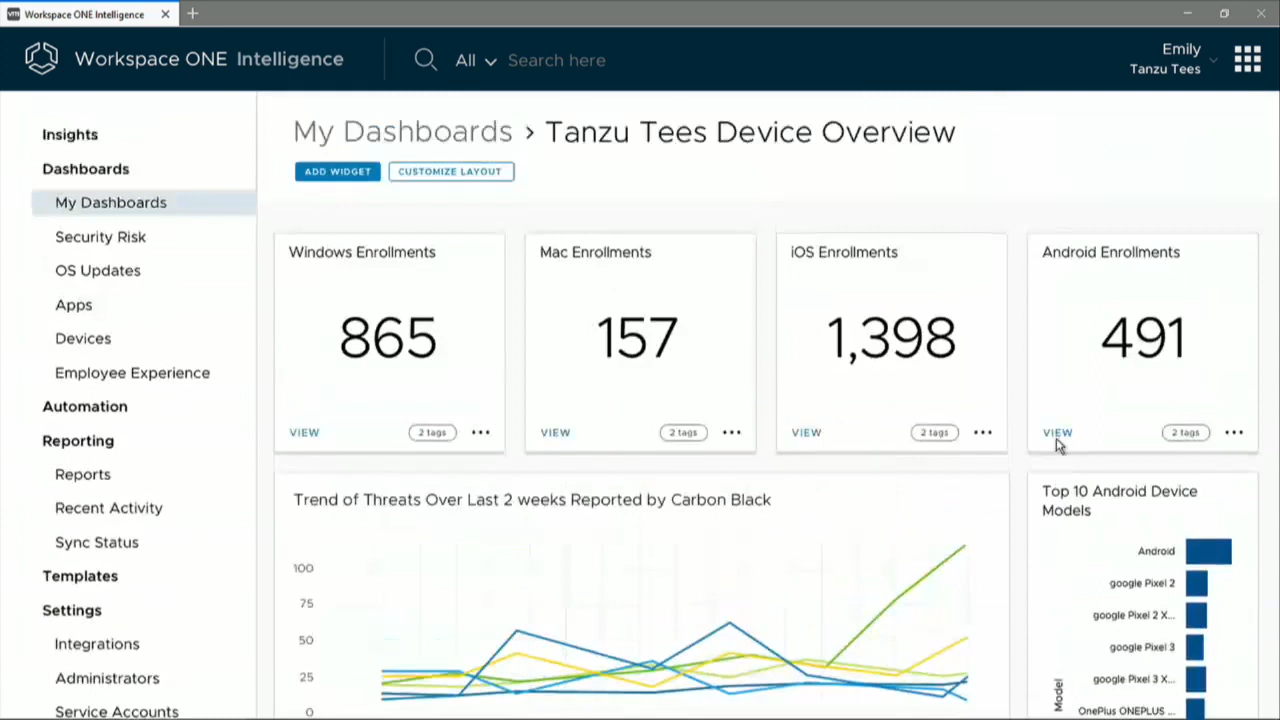 vm Workspace ONE Intelligence
Workspace ONE Intelligence
All
Search here
Emily
Tanzu Tees
Insights
Dashboards
My Dashboards
Security Risk
OS Updates
Apps
Devices
Employee Experience
Automation
Reporting
Reports
Recent Activity
Sync Status
Templates
Settings
Integrations
Administrators
Service Accounts
My Dashboards > Tanzu Tees Device Overview
ADD WIDGET
CUSTOMIZE LAYOUT
Windows Enrollments
865
VIEW
2 tags
Mac Enrollments
157
VIEW
2 tags
iOS Enrollments
1,398
VIEW
2 tags
Android Enrollments
491
VIEW
2 tags
Trend of Threats Over Last 2 weeks Reported by Carbon Black
100
75
50
25
0
Top 10 Android Device
Models
Android
google Pixel 2
google Pixel 2 X...
google Pixel 3
google Pixel 3 X...
OnePlus ONEPLUS ...
Model